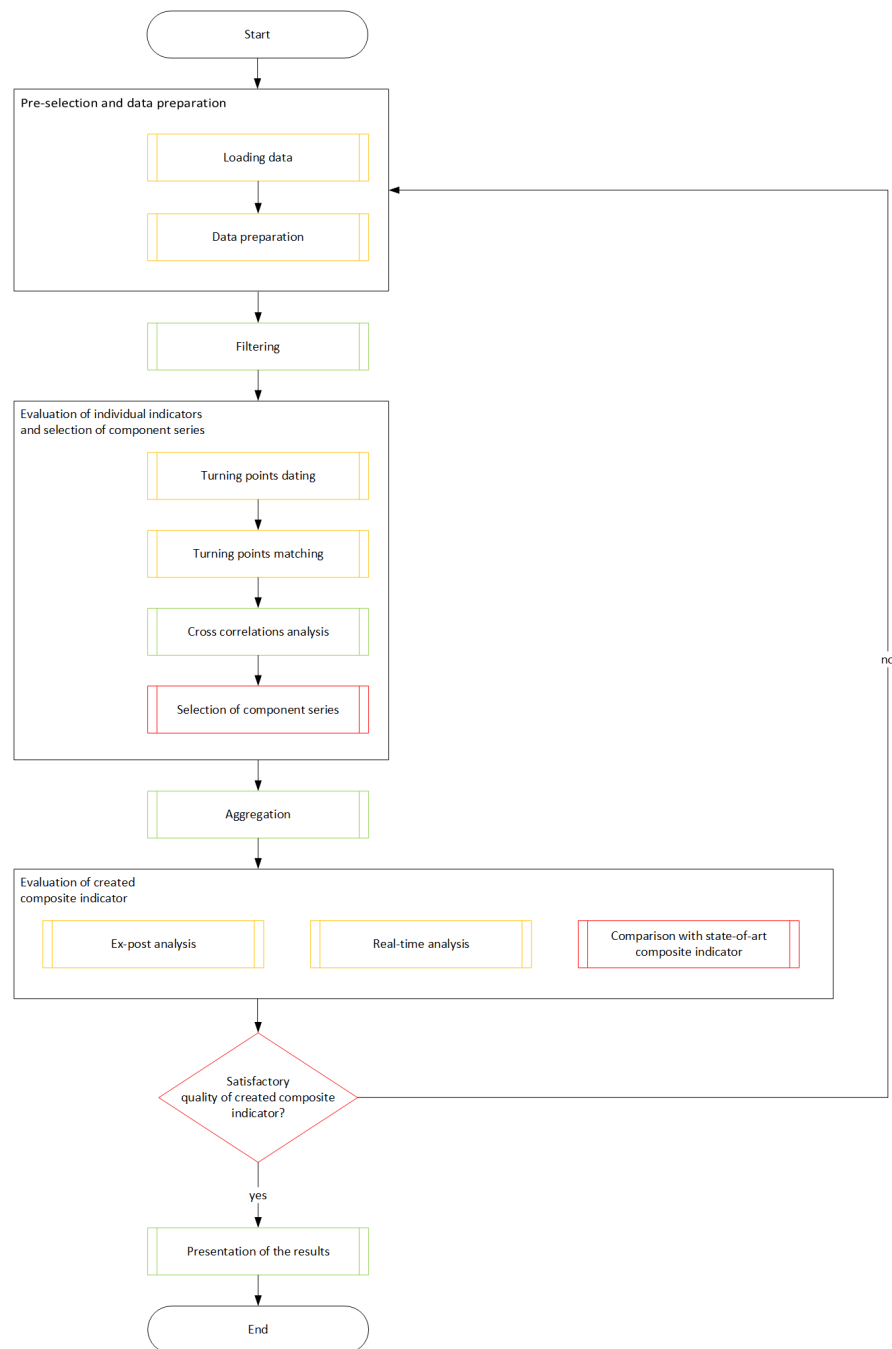 Start
Pre-selection and data preparation
Loading data
Data preparation
Filtering
Evaluation of individual indicators
and selection of component series
Turning points dating
Turning points matching
Cross correlations analysis
no
Selection of component series
Aggregation
Evaluation of created
composite indicator
Ex-post analysis
Real-time analysis
Comparison with state-of-art
composite indicator
Satisfactory
quality of created composite
indicator?
yes
Presentation of the results
End